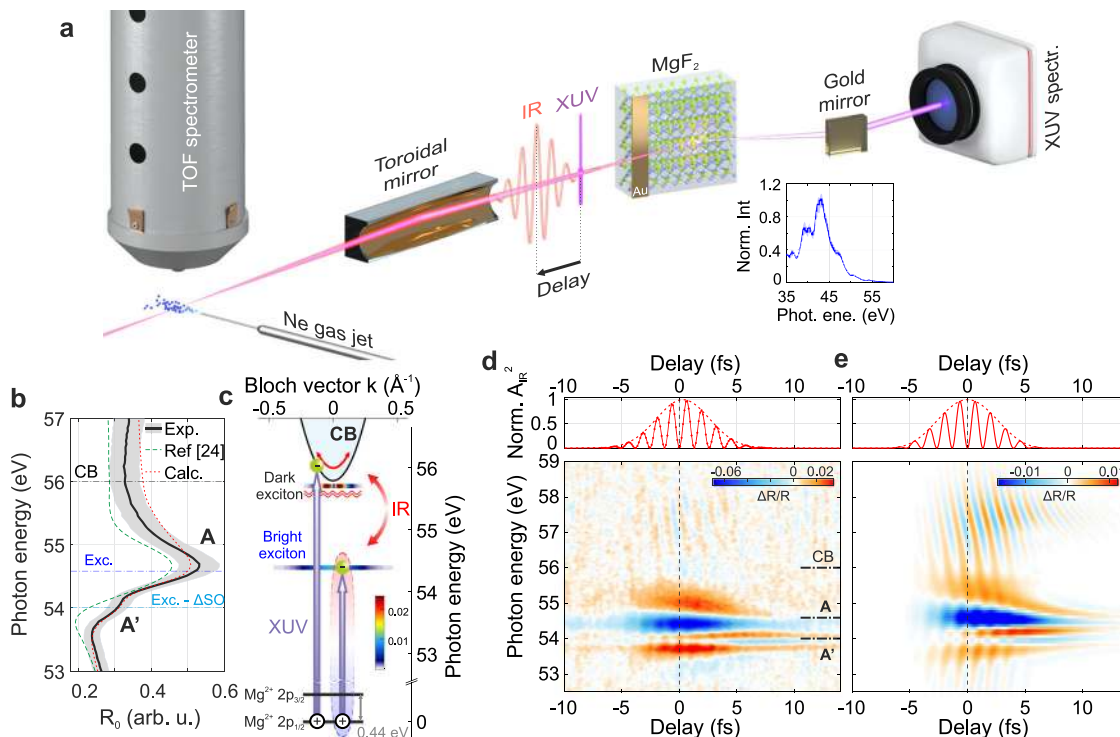 a
TOF spectrometer
Toroidal
mirror
IR
XUV
MgF2
Au
Gold
mirror
XUV spectr.
Delay
Ne gas jet
Norm. Int
1.2
0.8
0.4
0
35 45 55
Phot. ene. (eV)
b
Photon energy (eV)
57
56
55
54
53
Exp.
Ref [24]
Calc.
CB
A
Exc.
Exc. - ΔSO
A'
0.2 0.4 0.6
R0 (arb. u.)
c
Bloch vector k (Å-1)
-0.5 0 0.5
CB
Dark
exciton
IR
Bright
exciton
0.02
0.01
XUV
Mg2+ 2p3/2
Mg2+ 2p1/2
0.44 eV
56
55
54
53
0
Photon energy (eV)
d
Delay (fs)
-10 -5 0 5 10
Norm. AIR2
1
0.5
0
-0.06 0 0.02
ΔR/R
Photon energy (eV)
59
58
57
56
55
54
53
CB
A
A'
-10 -5 0 5 10
Delay (fs)
e
Delay (fs)
-10 -5 0 5 10
-0.01 0 0.01
ΔR/R
-10 -5 0 5 10
Delay (fs)